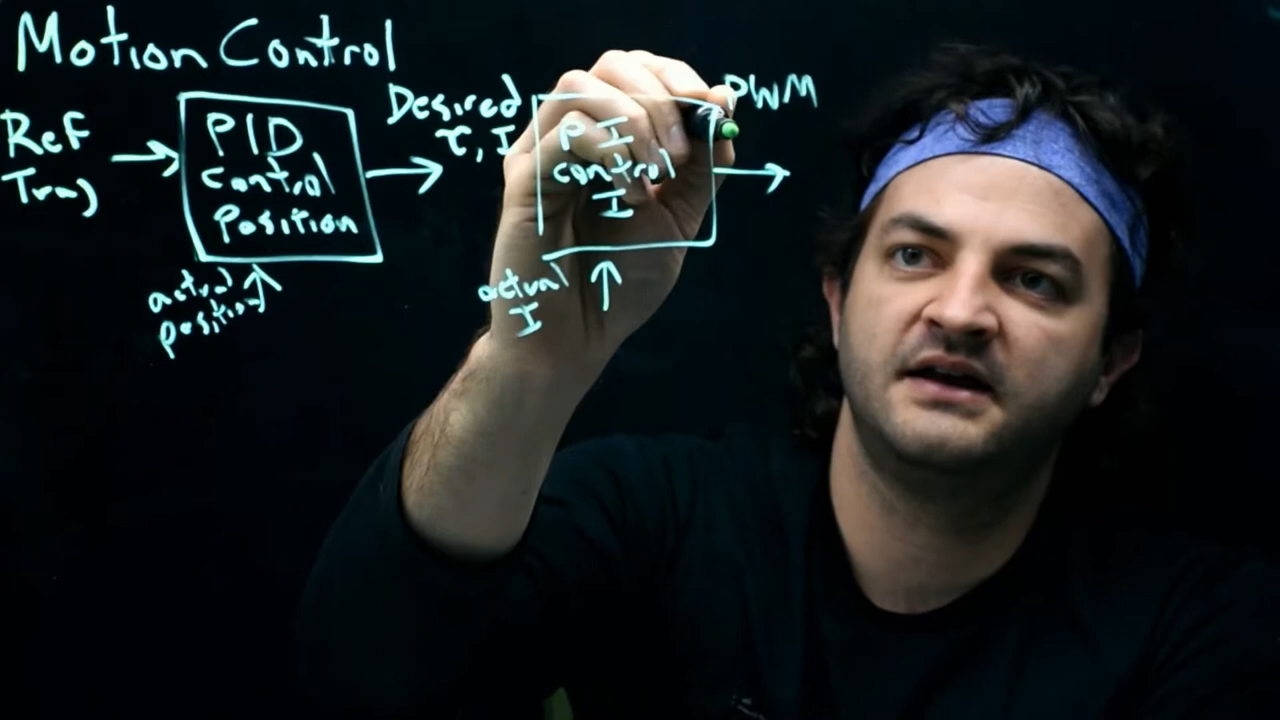 Motion Control
Ref
Traj
PID
control
Position
actual
position
Desired
τ, I
PI
control
I
actual
I
PWM